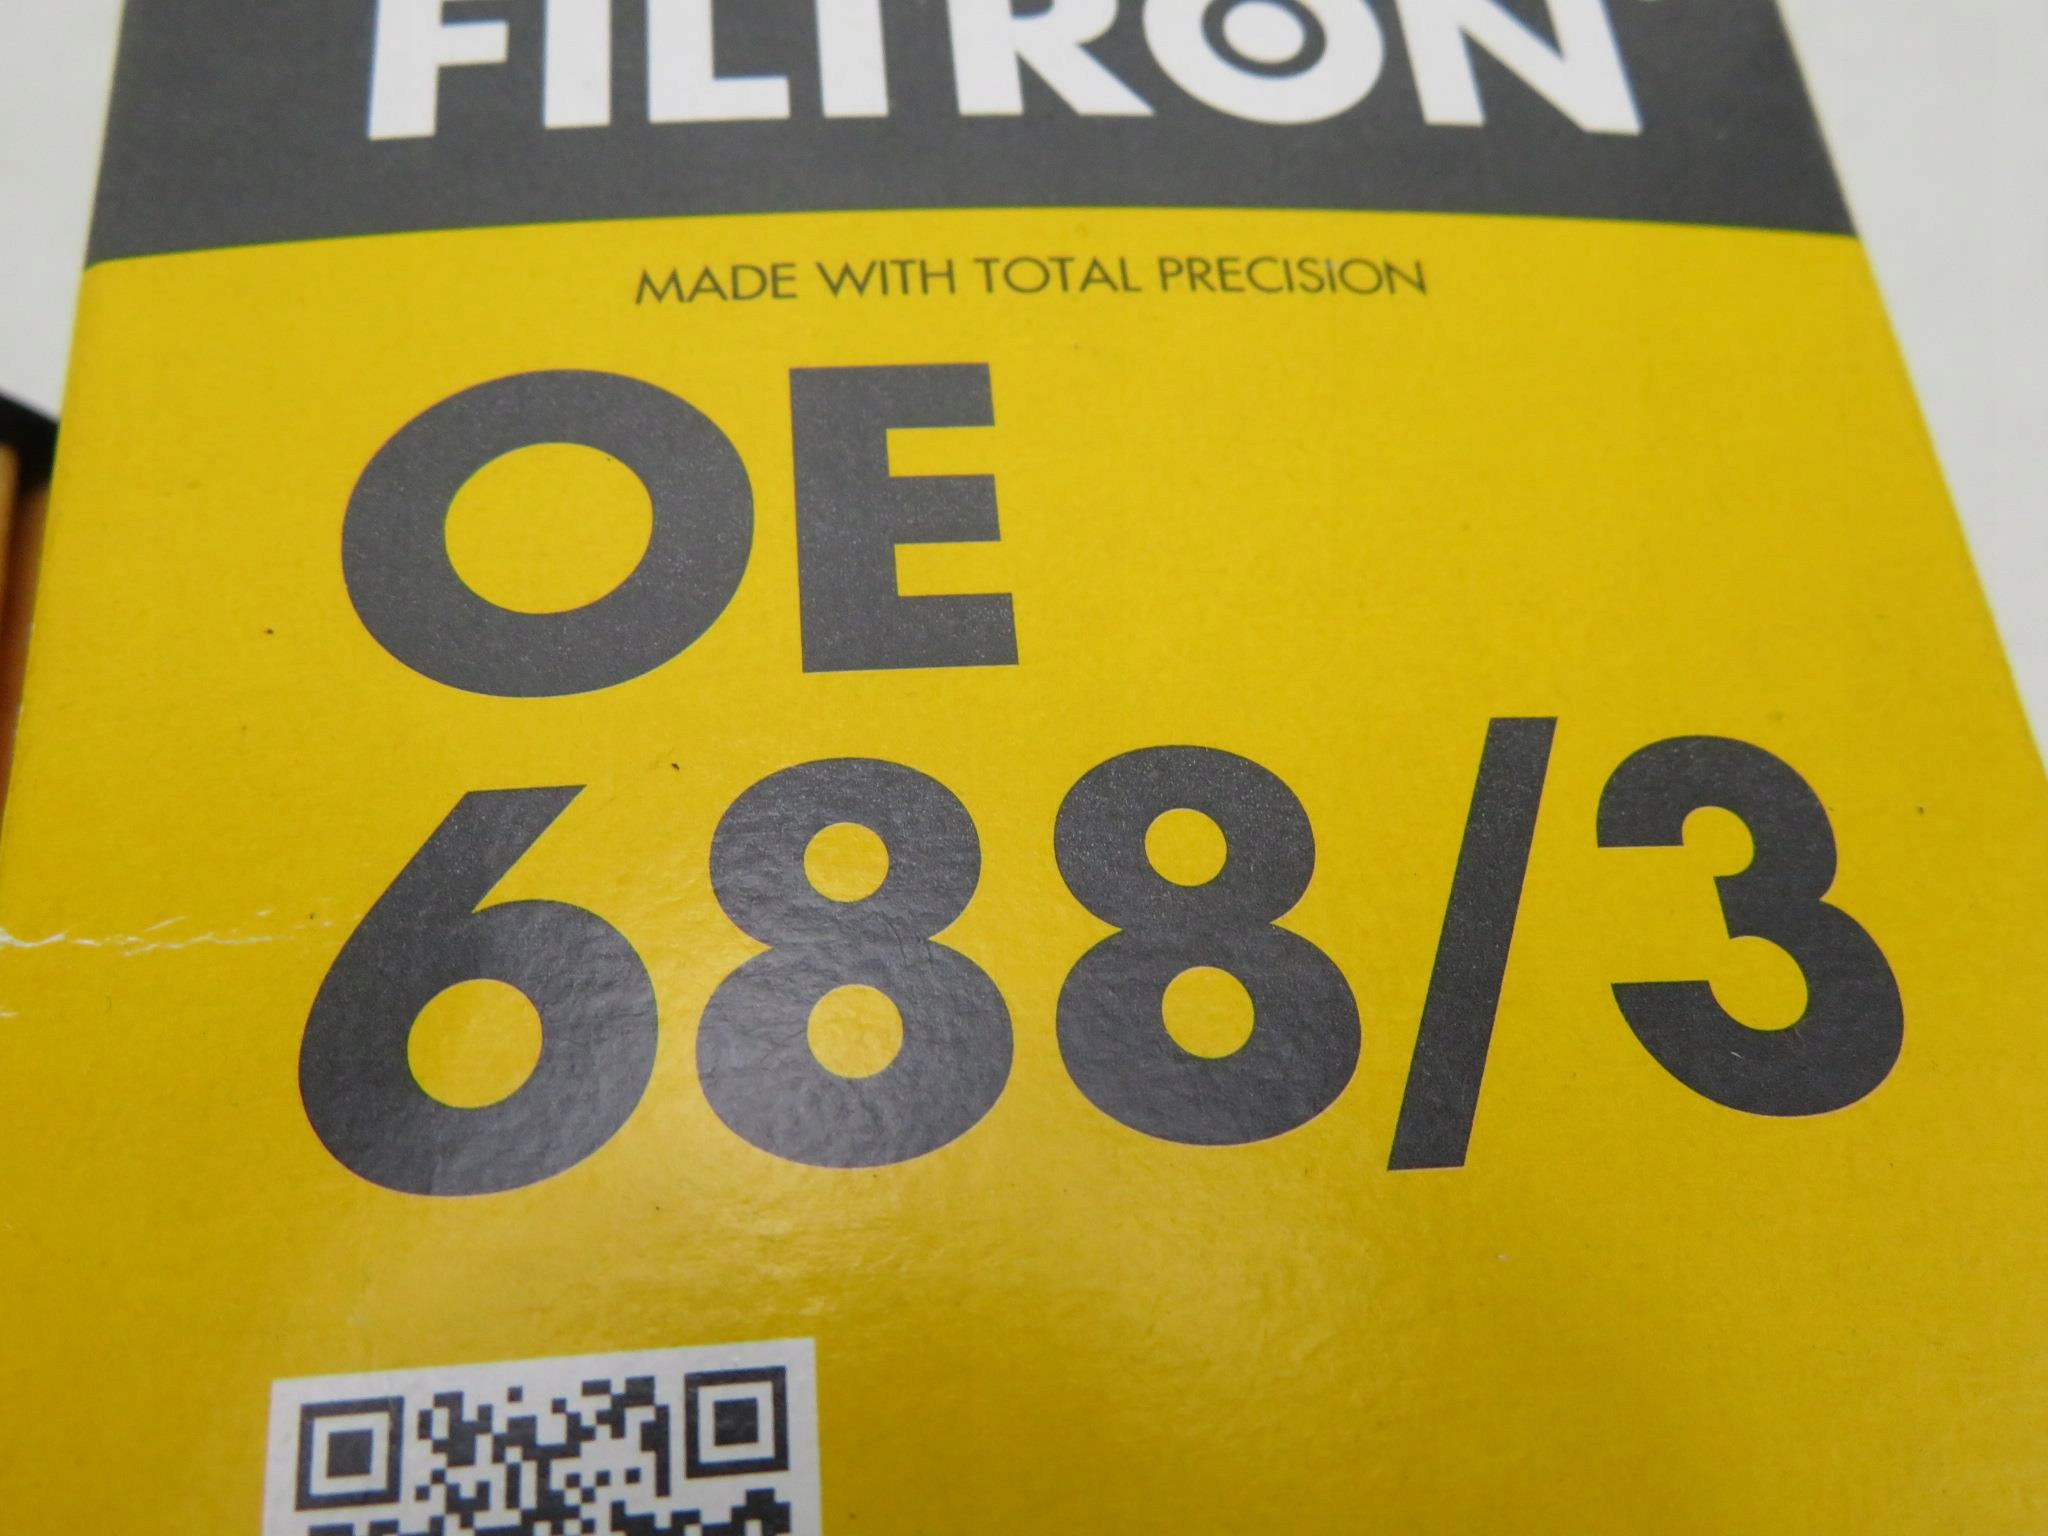 FILTRON
MADE WITH TOTAL PRECISION
OE
688/3